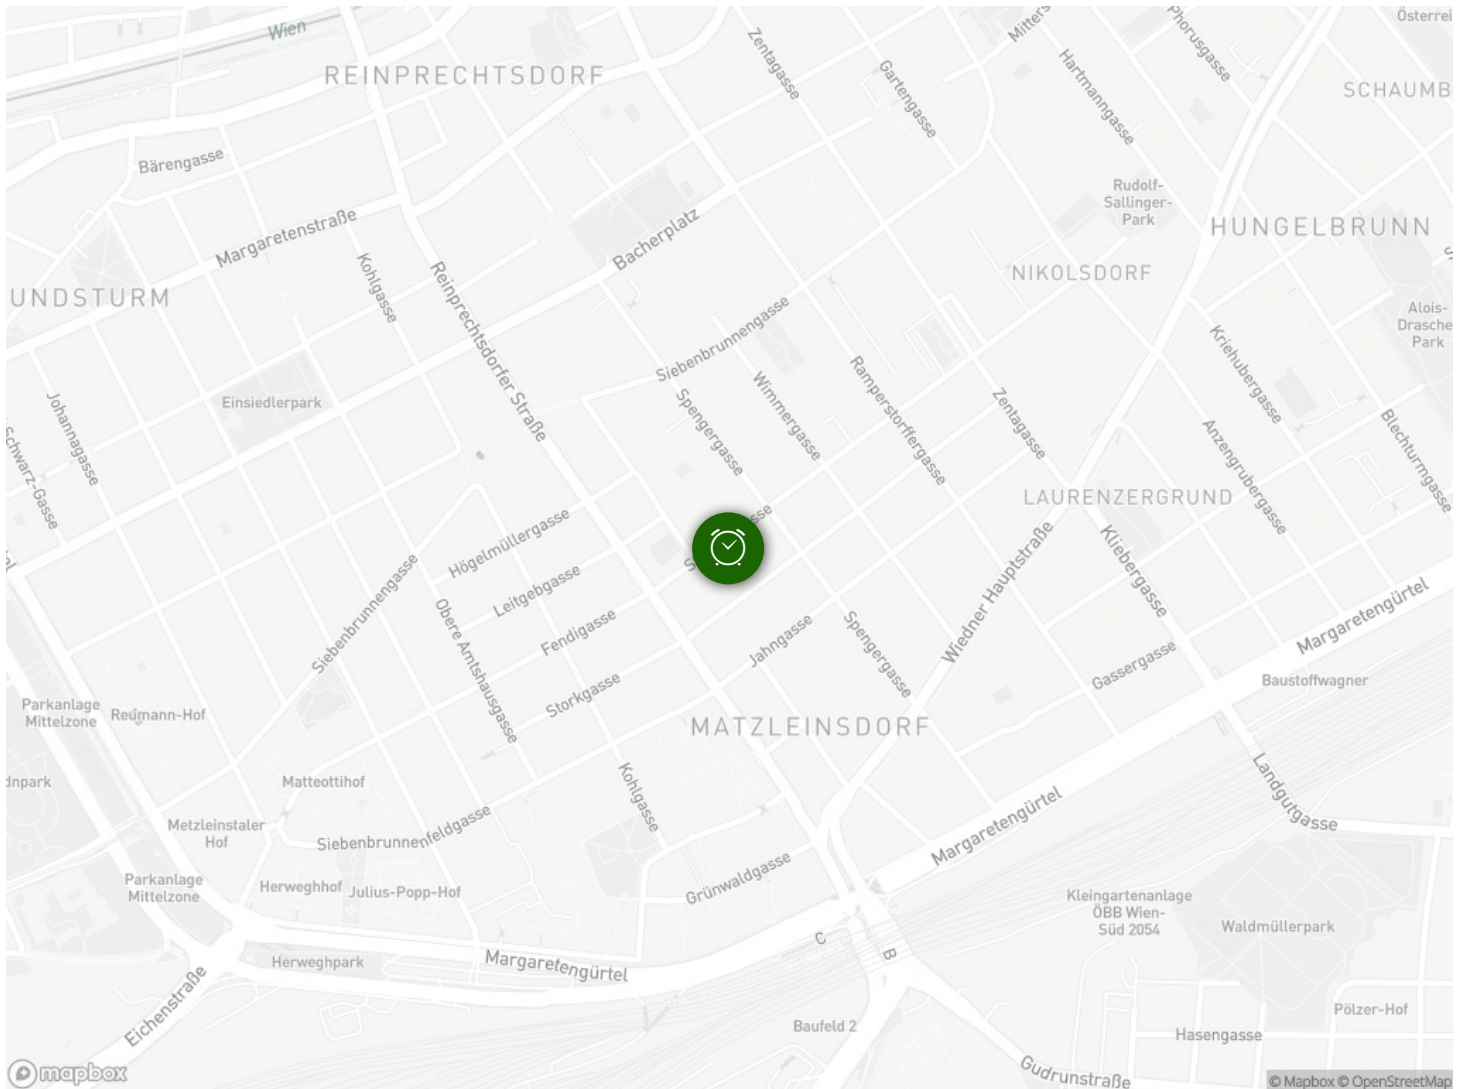 Wien
REINPRECHTSDORF
Zentagasse
Gartengasse
Mitters
Hartmanngasse
Phorusgasse
Österrei
SCHAUMB
Bärengasse
Rudolf-
Sallinger-
Park
Margaretenstraße
Bacherplatz
HUNGELBRUNN
NIKOLSDORF
UNDSTURM
Kohlgasse
Reinprechtsdorfer Straße
Siebenbrunnengasse
Alois-
Drasche
Park
Kriehubergasse
Johannagasse
Einsiedlerpark
Spengergasse
Wimmergasse
Ramperstorffergasse
Zentagasse
Anzengrubergasse
Blechturmgasse
Schwarz-Gasse
LAURENZERGRUND
Högelmüllergasse
Siebenbrunnengasse
Leitgebgasse
Obere Amtshausgasse
Fendigasse
S
sse
Jahngasse
Spengergasse
Wiedner Hauptstraße
Kliebergasse
Margaretengürtel
Gassergasse
Baustoffwagner
Storkgasse
Parkanlage
Mittelzone
Reumann-Hof
MATZLEINSDORF
dnpark
Matteottihof
Kohlgasse
Landgutgasse
Metzleinstaler
Hof
Siebenbrunnenfeldgasse
Margaretengürtel
Parkanlage
Mittelzone
Herweghhof
Julius-Popp-Hof
Grünwaldgasse
Kleingartenanlage
ÖBB Wien-
Süd 2054
Waldmüllerpark
C
B
Herweghpark
Margaretengürtel
Eichenstraße
Baufeld 2
Pölzer-Hof
Hasengasse
Gudrunstraße
mapbox
© Mapbox © OpenStreetMap